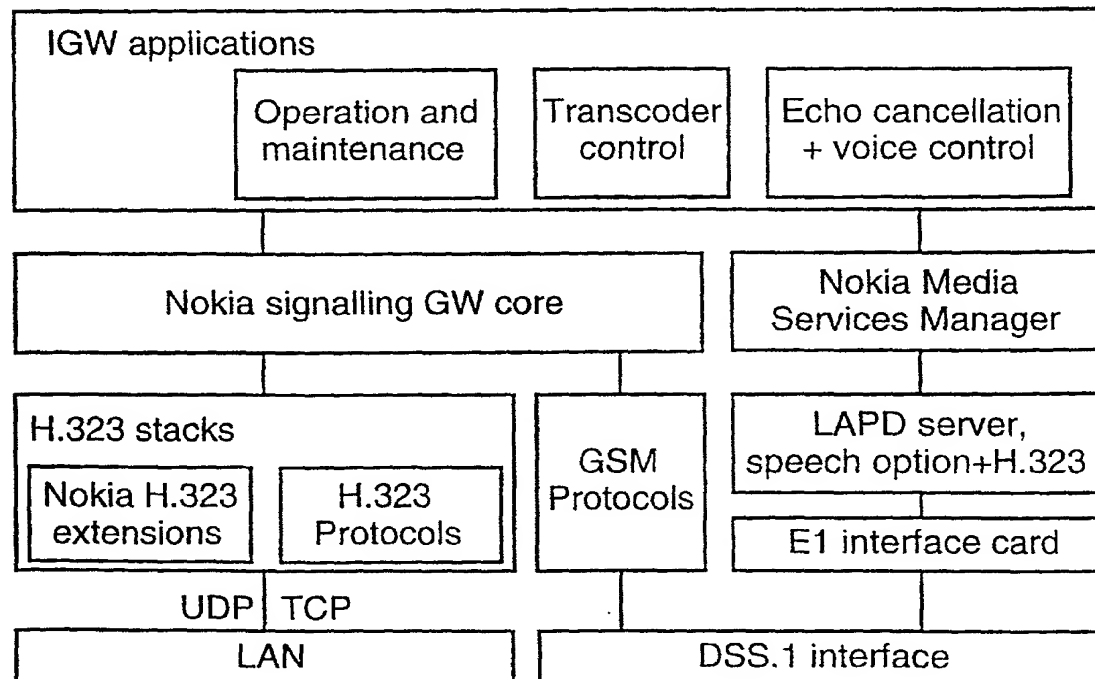 IGW applications
Operation and
maintenance
Transcoder
control
Echo cancellation
+ voice control
Nokia signalling GW core
Nokia Media
Services Manager
H.323 stacks
Nokia H.323
extensions
H.323
Protocols
GSM
Protocols
LAPD server,
speech option+H.323
E1 interface card
UDP TCP
LAN
DSS.1 interface